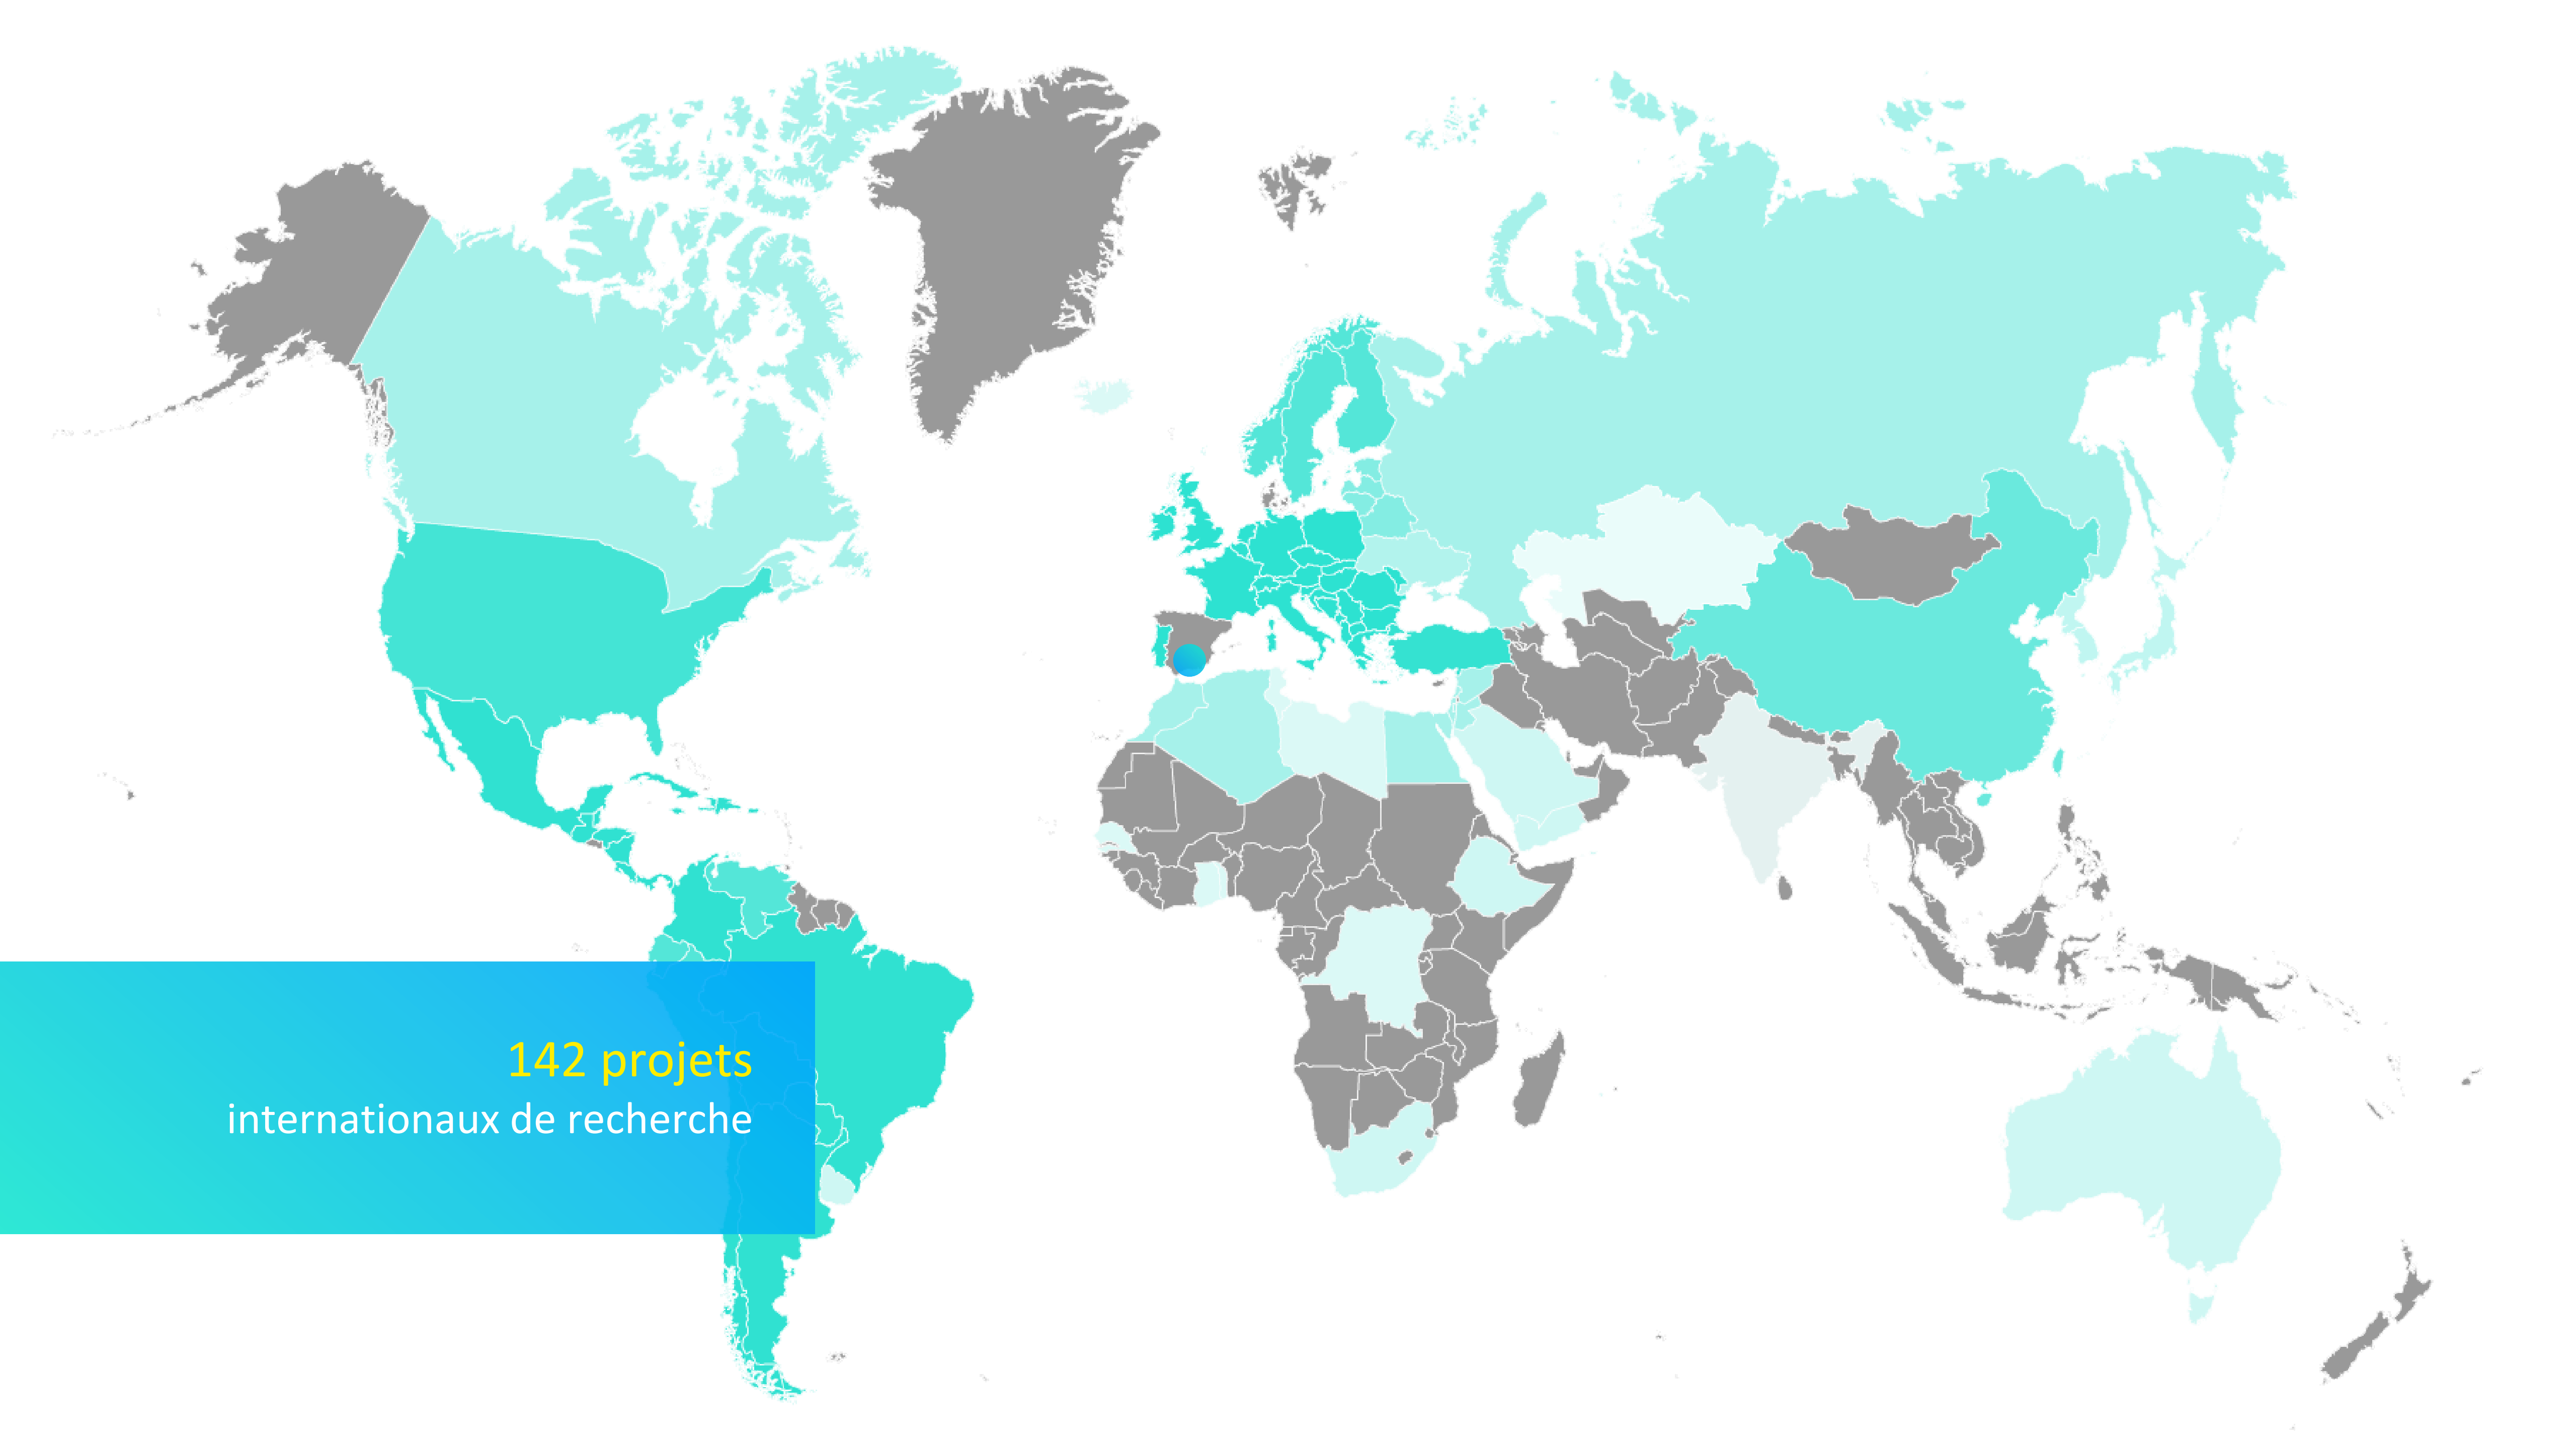 142 projets
internationaux de recherche